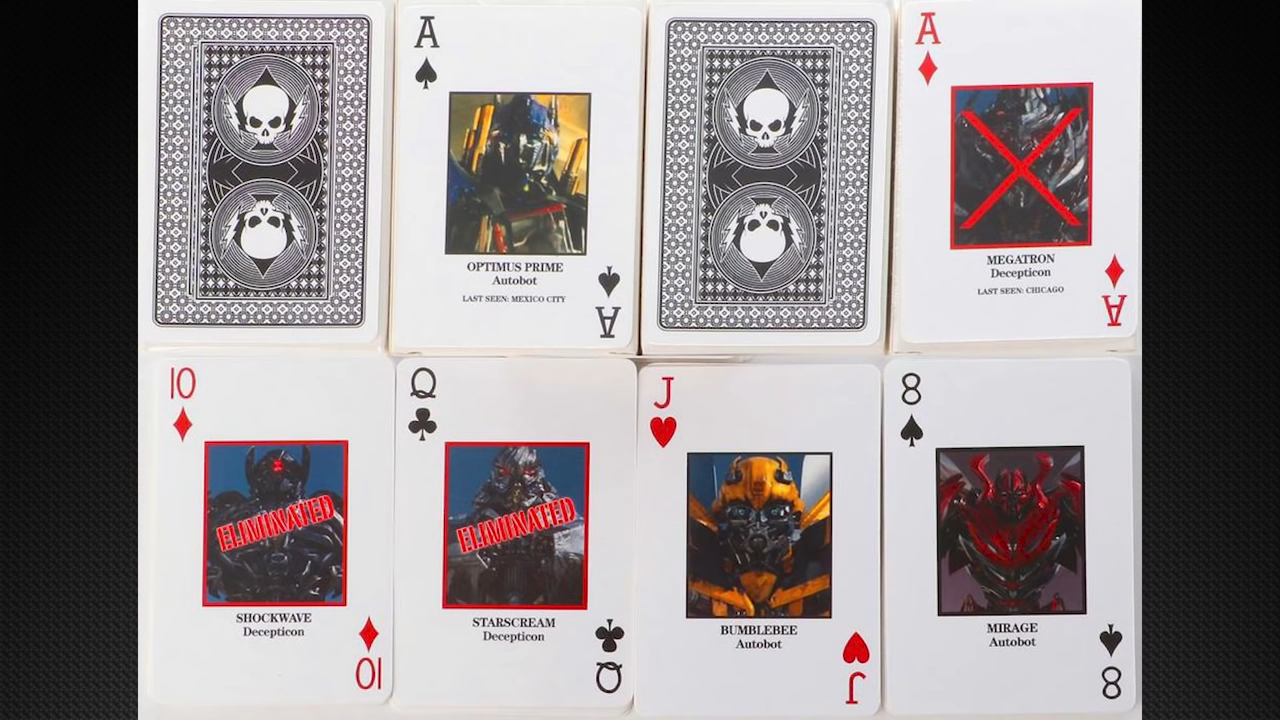 A
OPTIMUS PRIME
Autobot
LAST SEEN: MEXICO CITY
A
A
MEGATRON
Decepticon
LAST SEEN: CHICAGO
A
10
ELIMINATED
SHOCKWAVE
Decepticon
10
Q
ELIMINATED
STARSCREAM
Decepticon
Q
J
BUMBLEBEE
Autobot
J
8
MIRAGE
Autobot
8